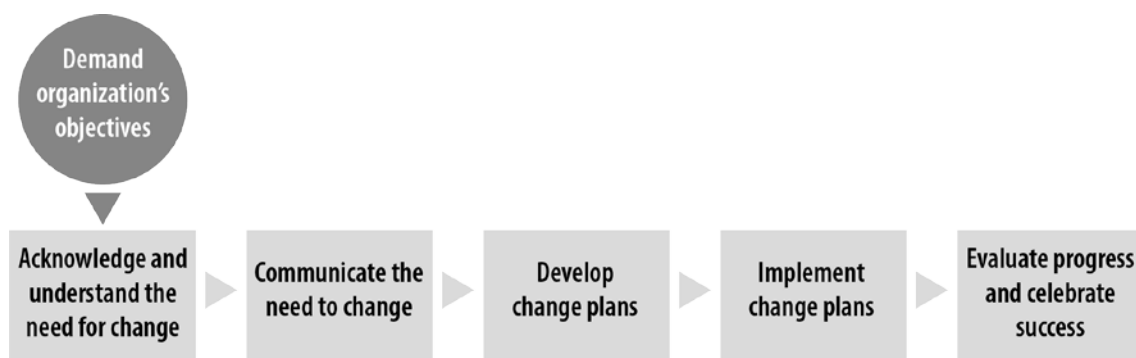 Demand
organization's
objectives
Acknowledge and
understand the
need for change
Communicate the
need to change
Develop
change plans
Implement
change plans
Evaluate progress
and celebrate
success